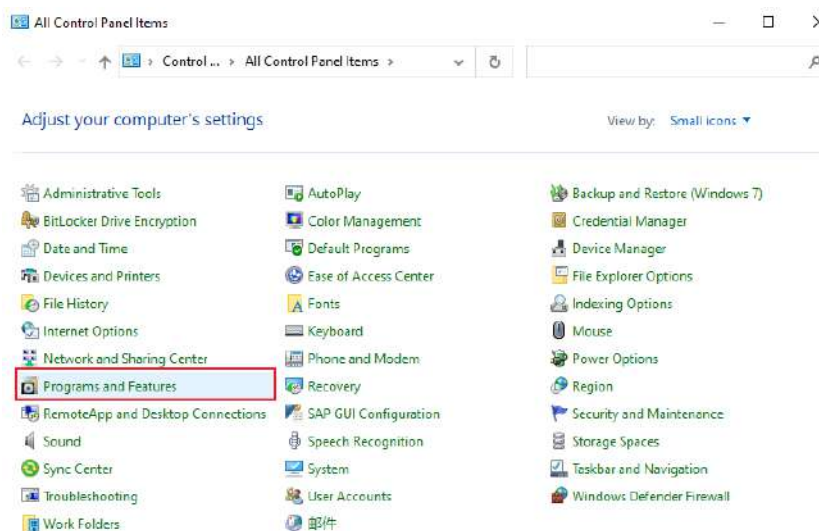 All Control Panel Items
Control ... › All Control Panel Items ›
Adjust your computer's settings
View by: Small icons
Administrative Tools
AutoPlay
Backup and Restore (Windows 7)
BitLocker Drive Encryption
Color Management
Credential Manager
Date and Time
Default Programs
Device Manager
Devices and Printers
Ease of Access Center
File Explorer Options
File History
Fonts
Indexing Options
Internet Options
Keyboard
Mouse
Network and Sharing Center
Phone and Modem
Power Options
Programs and Features
Recovery
Region
RemoteApp and Desktop Connections
SAP GUI Configuration
Security and Maintenance
Sound
Speech Recognition
Storage Spaces
Sync Center
System
Taskbar and Navigation
Troubleshooting
User Accounts
Windows Defender Firewall
Work Folders
邮件